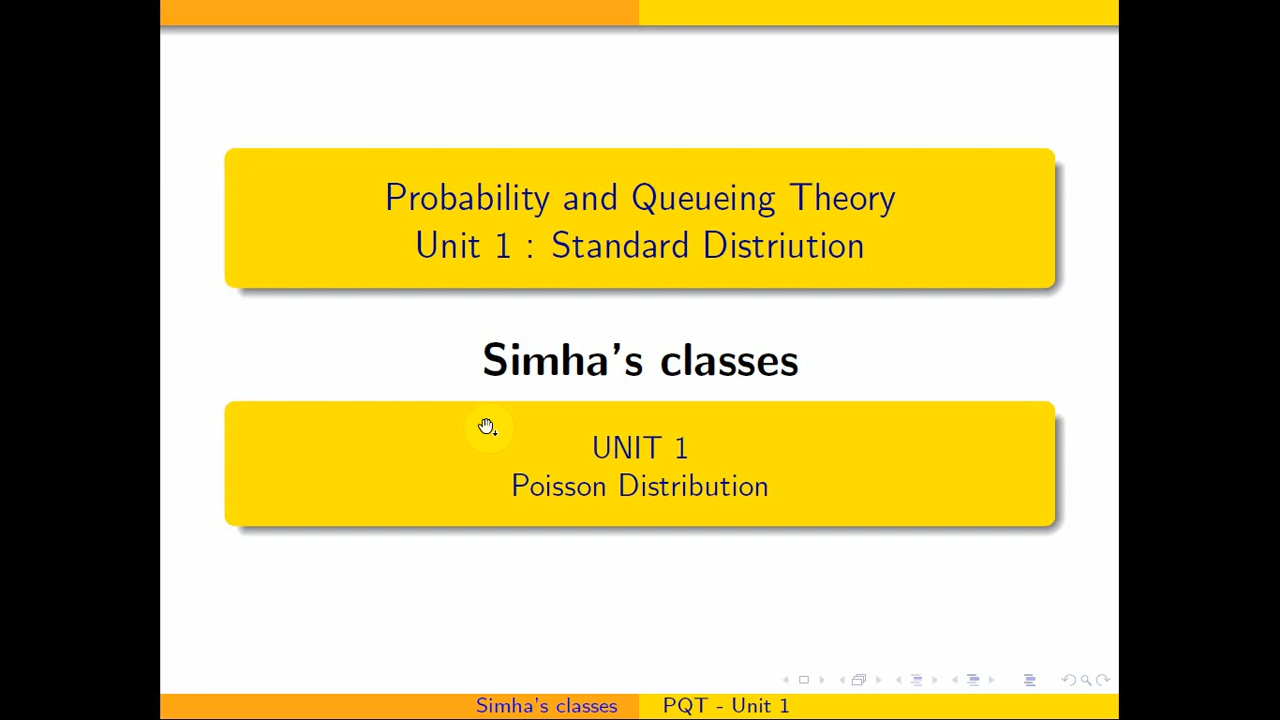 Probability and Queueing Theory
Unit 1 : Standard Distriution
Simha's classes
UNIT 1
Poisson Distribution
Simha's classes
PQT - Unit 1